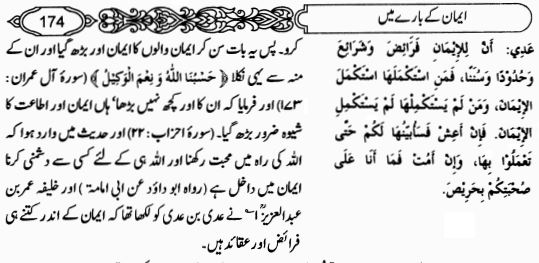 ایمان کے بارے میں
174
عَدِيٍّ: أَنَّ لِلْإِيْمَانِ فَرَائِضَ وَشَرَائِعَ
وَحُدُوْدًا وَسُنَنًا، فَمَنِ اسْتَكْمَلَهَا اسْتَكْمَلَ
الْإِيْمَانَ، وَمَنْ لَمْ يَسْتَكْمِلْهَا لَمْ يَسْتَكْمِلِ
الْإِيْمَانَ. فَإِنْ أَعِشْ فَسَأُبَيِّنُهَا لَكُمْ حَتَّى
تَعْمَلُوْا بِهَا، وَإِنْ أَمُتْ فَمَا أَنَا عَلَى
صُحْبَتِكُمْ بِحَرِيْصٍ.
کرو۔ پس یہ بات سن کر ایمان والوں کا ایمان اور بڑھ گیا اور ان کے
منہ سے یہی نکلا ﴿حَسْبُنَا اللّٰهُ وَ نِعْمَ الْوَكِيْلُ﴾ (سورۂ آل عمران:
۱۷۳) اور فرمایا کہ ان کا اور کچھ نہیں بڑھا‘ ہاں ایمان اور اطاعت کا
شیوہ ضرور بڑھ گیا۔ (سورۂ احزاب: ۲۲) اور حدیث میں وارد ہوا کہ
اللہ کی راہ میں محبت رکھنا اور اللہ ہی کے لئے کسی سے دشمنی کرنا
ایمان میں داخل ہے (رواہ ابو داؤد عن ابی امامۃ) اور خلیفہ عمر بن
عبدالعزیزؒ نے عدی بن عدی کو لکھا تھا کہ ایمان کے اندر کتنے ہی
فرائض اور عقائد ہیں۔